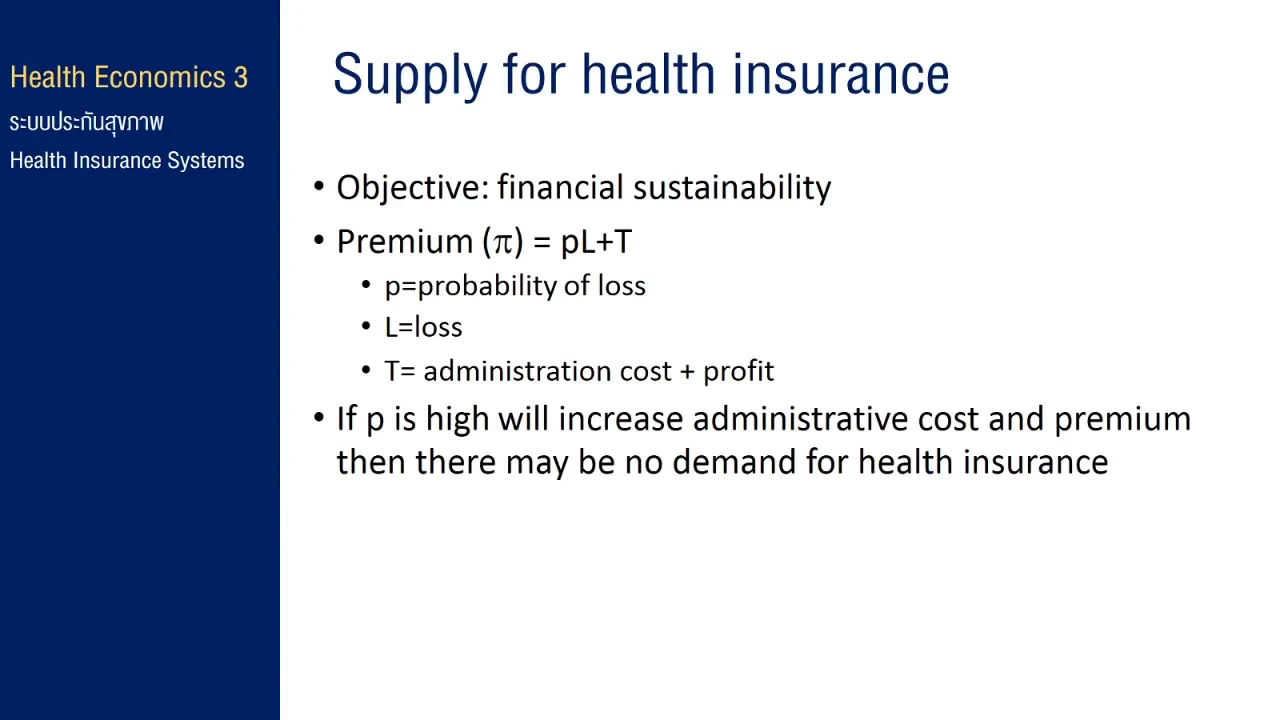 Health Economics 3
ระบบประกันสุขภาพ
Health Insurance Systems
Supply for health insurance
• Objective: financial sustainability
• Premium (π) = pL+T
• p=probability of loss
• L=loss
• T= administration cost + profit
• If p is high will increase administrative cost and premium
then there may be no demand for health insurance